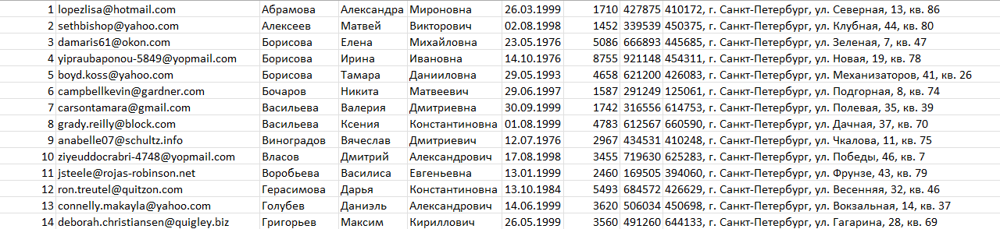 1 lopezlisa@hotmail.com Абрамова Александра Мироновна 26.03.1999 1710 427875 410172, г. Санкт-Петербург, ул. Северная, 13, кв. 86
2 sethbishop@yahoo.com Алексеев Матвей Викторович 02.08.1998 1452 339539 450375, г. Санкт-Петербург, ул. Клубная, 44, кв. 80
3 damaris61@okon.com Борисова Елена Михайловна 23.05.1976 5086 666893 445685, г. Санкт-Петербург, ул. Зеленая, 7, кв. 47
4 yipraubaponou-5849@yopmail.com Борисова Ирина Ивановна 14.10.1976 8755 921148 454311, г. Санкт-Петербург, ул. Новая, 19, кв. 78
5 boyd.koss@yahoo.com Борисова Тамара Данииловна 29.05.1993 4658 621200 426083, г. Санкт-Петербург, ул. Механизаторов, 41, кв. 26
6 campbellkevin@gardner.com Бочаров Никита Матвеевич 29.06.1997 1587 291249 125061, г. Санкт-Петербург, ул. Подгорная, 8, кв. 74
7 carsontamara@gmail.com Васильева Валерия Дмитриевна 30.09.1999 1742 316556 614753, г. Санкт-Петербург, ул. Полевая, 35, кв. 39
8 grady.reilly@block.com Васильева Ксения Константиновна 01.08.1999 4783 612567 660590, г. Санкт-Петербург, ул. Дачная, 37, кв. 70
9 anabelle07@schultz.info Виноградов Вячеслав Дмитриевич 12.07.1976 2967 434531 410248, г. Санкт-Петербург, ул. Чкалова, 11, кв. 75
10 ziyeuddocrabri-4748@yopmail.com Власов Дмитрий Александрович 17.08.1998 3455 719630 625283, г. Санкт-Петербург, ул. Победы, 46, кв. 7
11 jsteele@rojas-robinson.net Воробьева Василиса Евгеньевна 13.01.1999 2460 169505 394060, г. Санкт-Петербург, ул. Фрунзе, 43, кв. 79
12 ron.treutel@quitzon.com Герасимова Дарья Константиновна 13.10.1984 5493 684572 426629, г. Санкт-Петербург, ул. Весенняя, 32, кв. 46
13 connelly.makayla@yahoo.com Голубев Даниэль Александрович 14.06.1999 3620 506034 450698, г. Санкт-Петербург, ул. Вокзальная, 14, кв. 37
14 deborah.christiansen@quigley.biz Григорьев Максим Кириллович 26.05.1999 3560 491260 644133, г. Санкт-Петербург, ул. Гагарина, 28, кв. 69